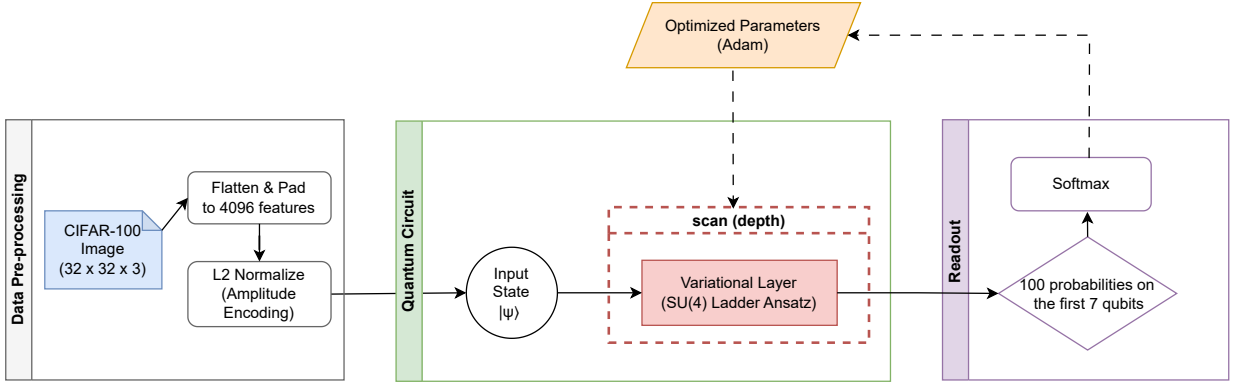 Optimized Parameters
(Adam)
Data Pre-processing
CIFAR-100
Image
(32 x 32 x 3)
Flatten & Pad
to 4096 features
L2 Normalize
(Amplitude
Encoding)
Quantum Circuit
Input
State
|ψ⟩
scan (depth)
Variational Layer
(SU(4) Ladder Ansatz)
Readout
Softmax
100 probabilities on
the first 7 qubits